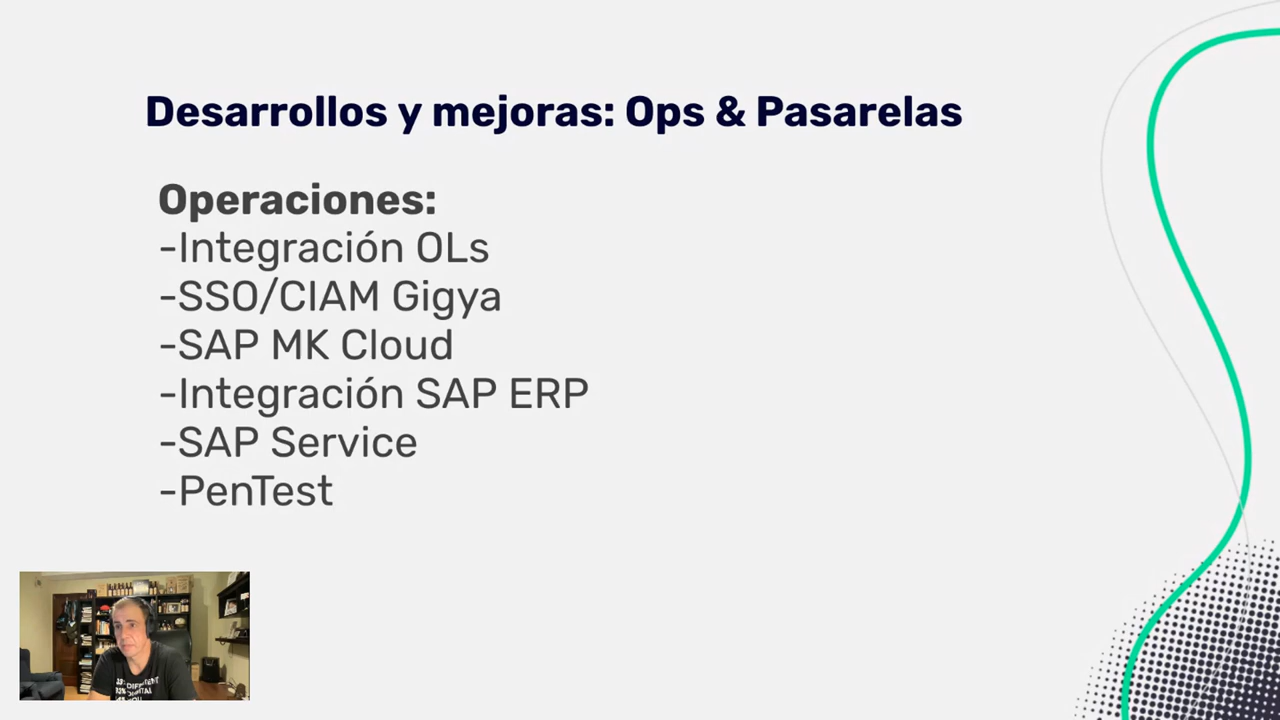 Desarrollos y mejoras: Ops & Pasarelas
Operaciones:
-Integración OLs
-SSO/CIAM Gigya
-SAP MK Cloud
-Integración SAP ERP
-SAP Service
-PenTest